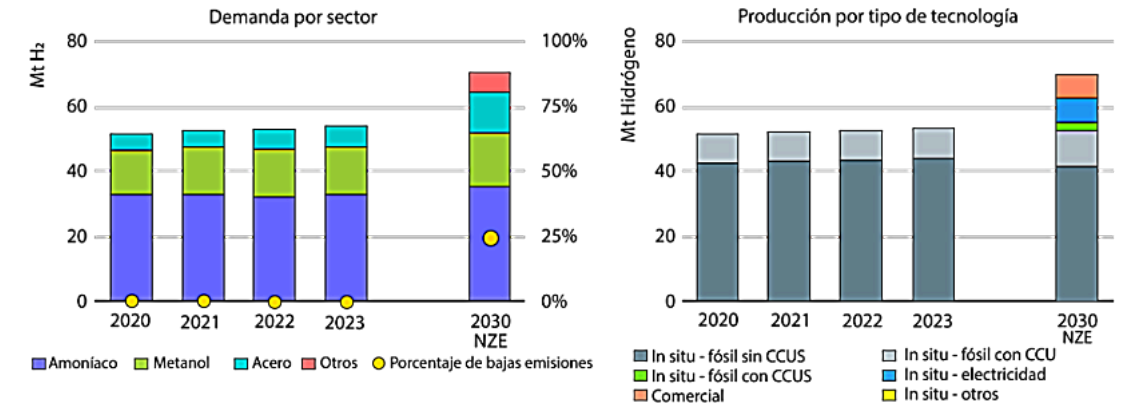 Demanda por sector
Mt H₂
80
60
40
20
0
100%
75%
50%
25%
0%
2020
2021
2022
2023
2030
NZE
Amoníaco
Metanol
Acero
Otros
Porcentaje de bajas emisiones
Producción por tipo de tecnología
Mt Hidrógeno
80
60
40
20
0
2020
2021
2022
2023
2030
NZE
In situ - fósil sin CCUS
In situ - fósil con CCU
In situ - fósil con CCUS
In situ - electricidad
Comercial
In situ - otros